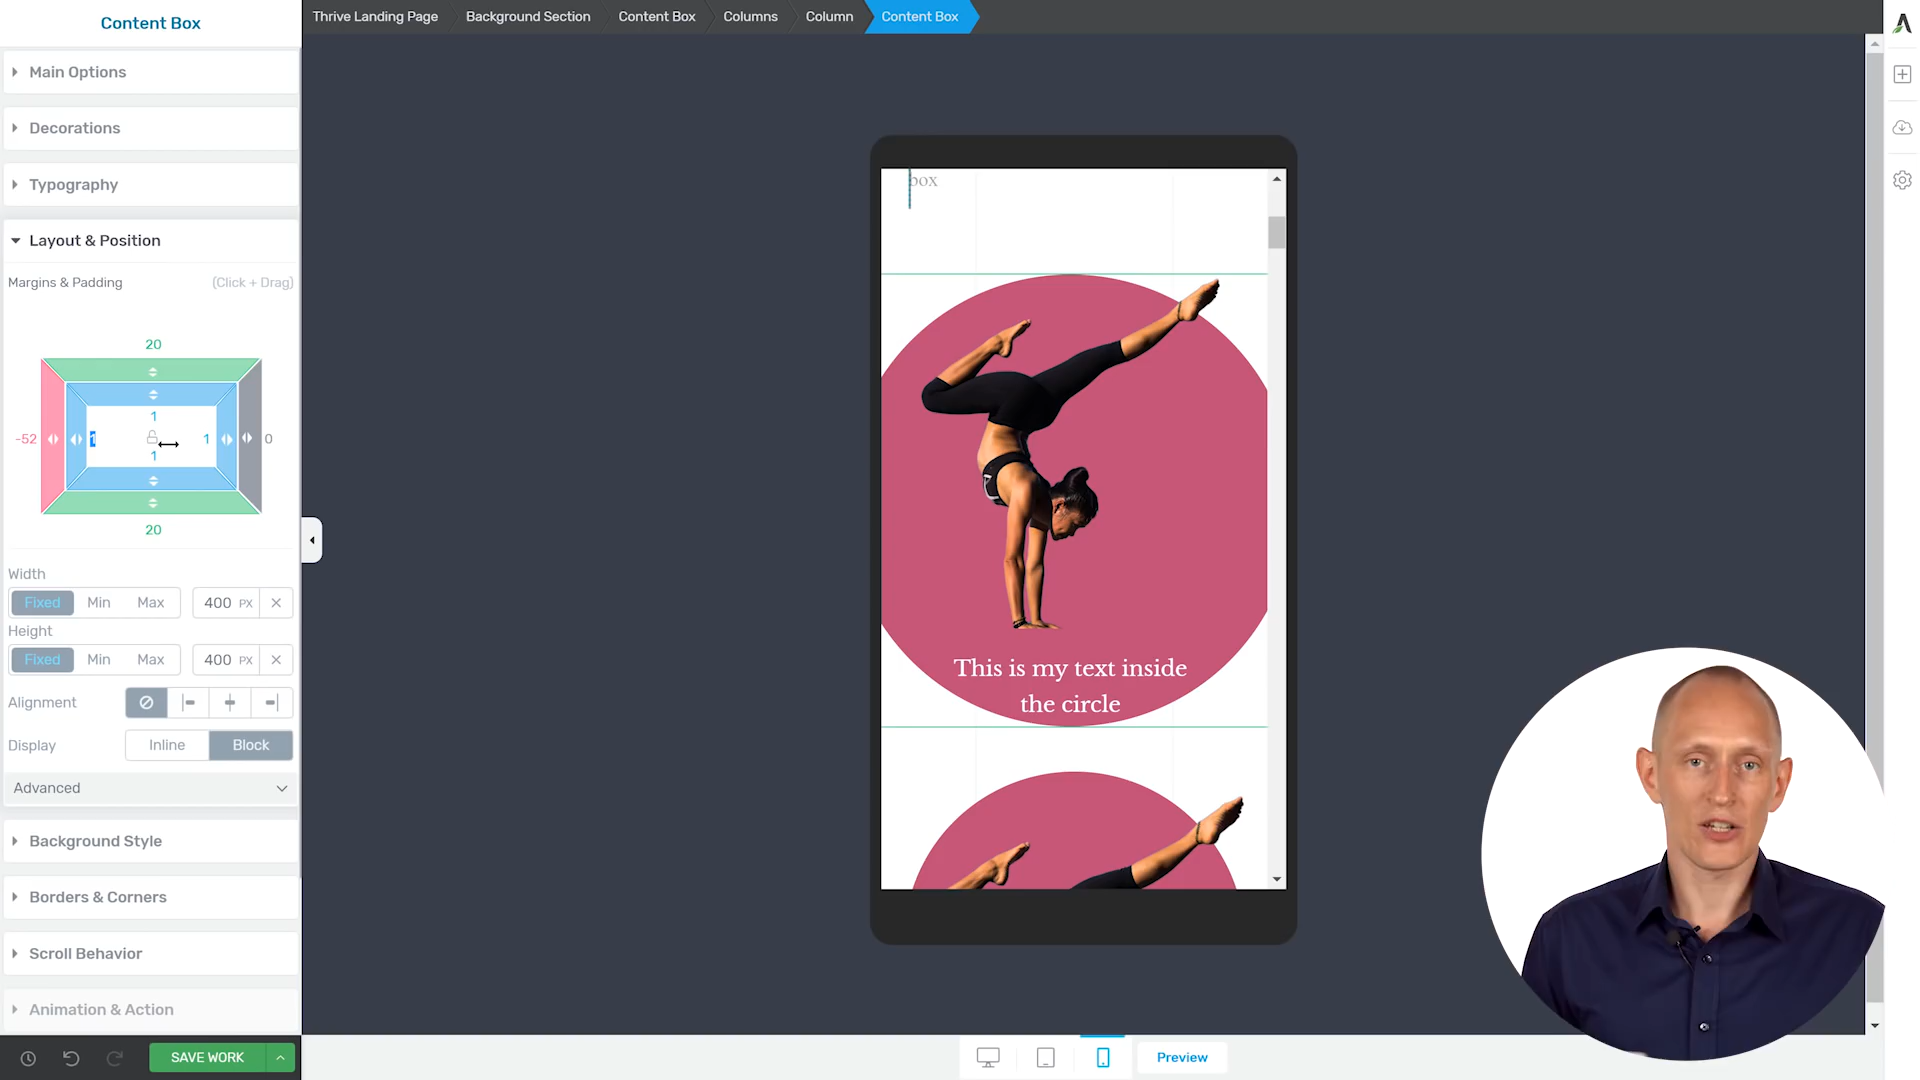 Content Box
Thrive Landing Page
Background Section
Content Box
Columns
Column
Content Box
Main Options
Decorations
Typography
Layout & Position
Margins & Padding
(Click + Drag)
20
1
-52
1
1
0
1
20
Width
Fixed
Min
Max
400 PX
Height
Fixed
Min
Max
400 PX
Alignment
Display
Inline
Block
Advanced
Background Style
Borders & Corners
Scroll Behavior
Animation & Action
SAVE WORK
box
This is my text inside
the circle
Preview